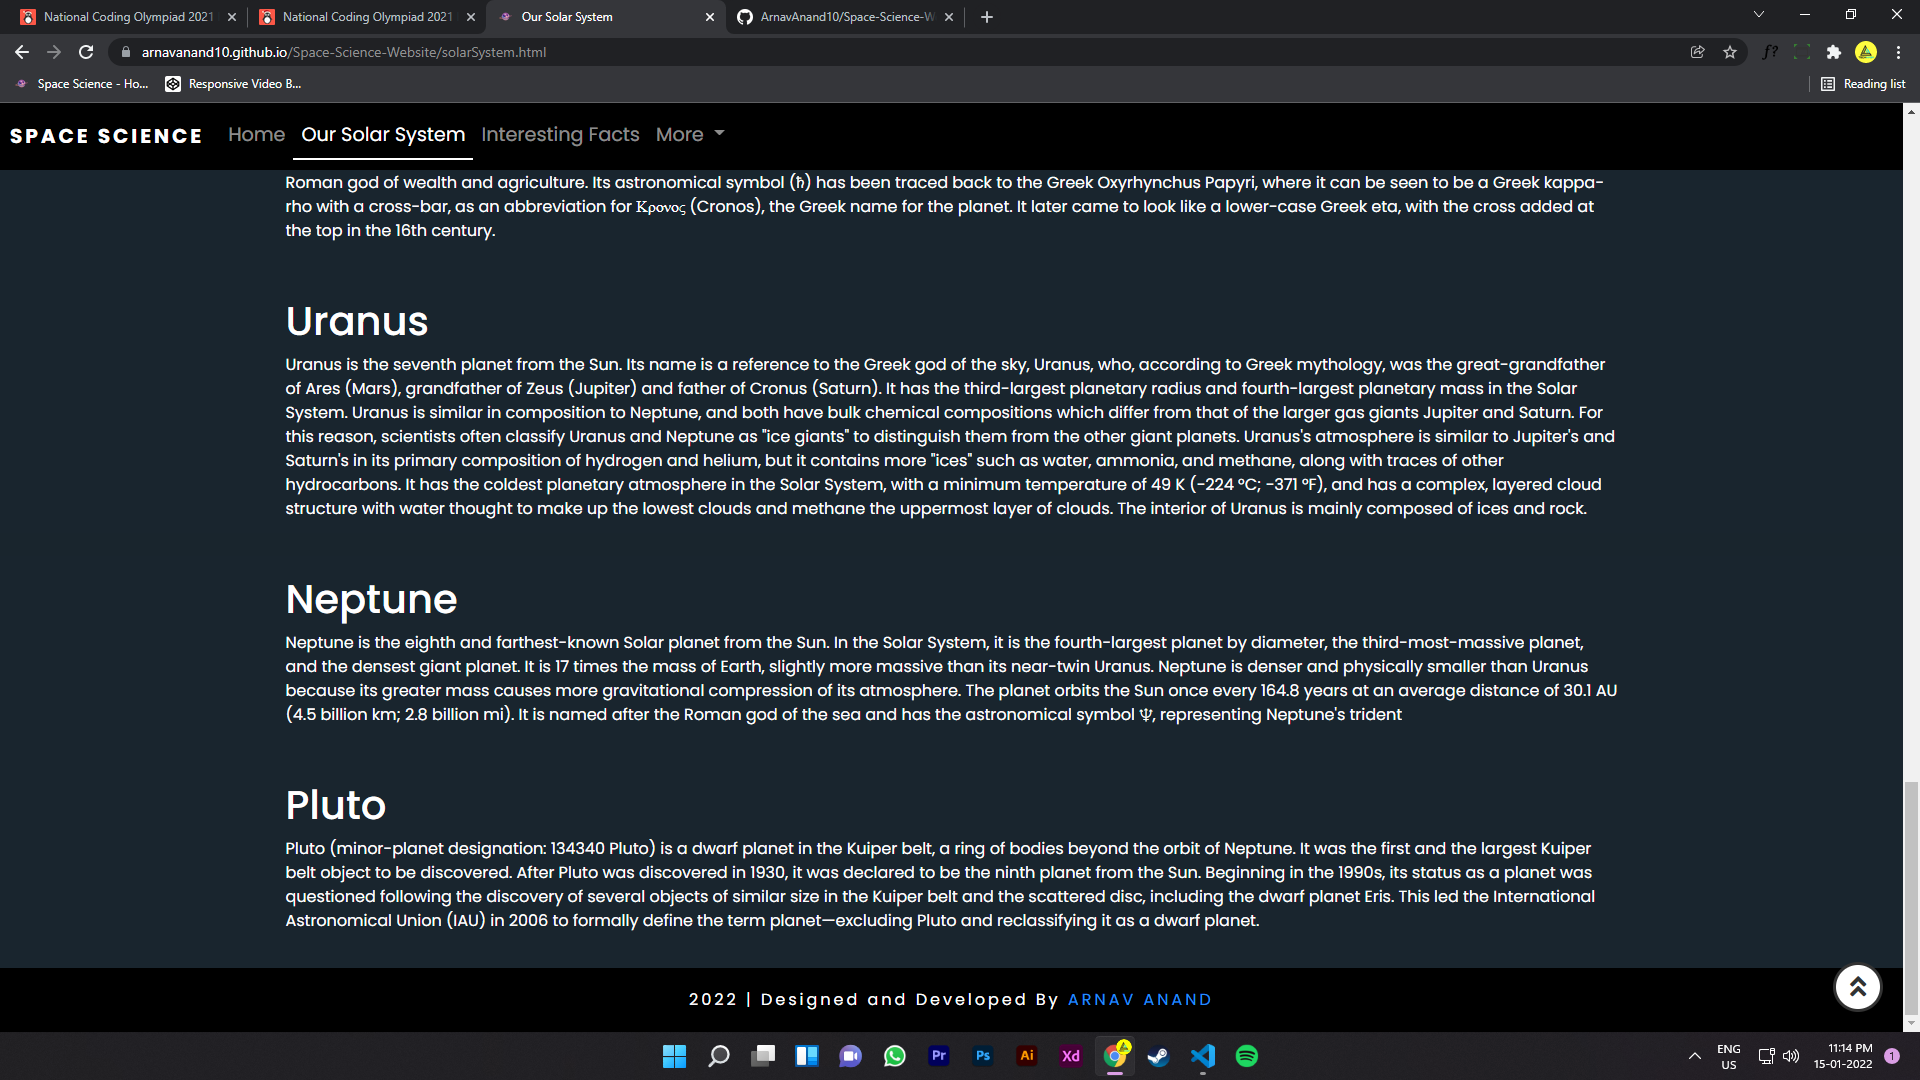 National Coding Olympiad 2021
National Coding Olympiad 2021
Our Solar System
ArnavAnand10/Space-Science-W
arnavanand10.github.io/Space-Science-Website/solarSystem.html
f?
Space Science - Ho...
Responsive Video B...
Reading list
SPACE SCIENCE
Home
Our Solar System
Interesting Facts
More
Roman god of wealth and agriculture. Its astronomical symbol (ħ) has been traced back to the Greek Oxyrhynchus Papyri, where it can be seen to be a Greek kappa-
rho with a cross-bar, as an abbreviation for Κρονος (Cronos), the Greek name for the planet. It later came to look like a lower-case Greek eta, with the cross added at
the top in the 16th century.
Uranus
Uranus is the seventh planet from the Sun. Its name is a reference to the Greek god of the sky, Uranus, who, according to Greek mythology, was the great-grandfather
of Ares (Mars), grandfather of Zeus (Jupiter) and father of Cronus (Saturn). It has the third-largest planetary radius and fourth-largest planetary mass in the Solar
System. Uranus is similar in composition to Neptune, and both have bulk chemical compositions which differ from that of the larger gas giants Jupiter and Saturn. For
this reason, scientists often classify Uranus and Neptune as "ice giants" to distinguish them from the other giant planets. Uranus's atmosphere is similar to Jupiter's and
Saturn's in its primary composition of hydrogen and helium, but it contains more "ices" such as water, ammonia, and methane, along with traces of other
hydrocarbons. It has the coldest planetary atmosphere in the Solar System, with a minimum temperature of 49 K (-224 °C; -371 °F), and has a complex, layered cloud
structure with water thought to make up the lowest clouds and methane the uppermost layer of clouds. The interior of Uranus is mainly composed of ices and rock.
Neptune
Neptune is the eighth and farthest-known Solar planet from the Sun. In the Solar System, it is the fourth-largest planet by diameter, the third-most-massive planet,
and the densest giant planet. It is 17 times the mass of Earth, slightly more massive than its near-twin Uranus. Neptune is denser and physically smaller than Uranus
because its greater mass causes more gravitational compression of its atmosphere. The planet orbits the Sun once every 164.8 years at an average distance of 30.1 AU
(4.5 billion km; 2.8 billion mi). It is named after the Roman god of the sea and has the astronomical symbol ♆, representing Neptune's trident
Pluto
Pluto (minor-planet designation: 134340 Pluto) is a dwarf planet in the Kuiper belt, a ring of bodies beyond the orbit of Neptune. It was the first and the largest Kuiper
belt object to be discovered. After Pluto was discovered in 1930, it was declared to be the ninth planet from the Sun. Beginning in the 1990s, its status as a planet was
questioned following the discovery of several objects of similar size in the Kuiper belt and the scattered disc, including the dwarf planet Eris. This led the International
Astronomical Union (IAU) in 2006 to formally define the term planet—excluding Pluto and reclassifying it as a dwarf planet.
2022 | Designed and Developed By ARNAV ANAND
Pr
Ps
Ai
Xd
ENG
US
11:14 PM
15-01-2022
1